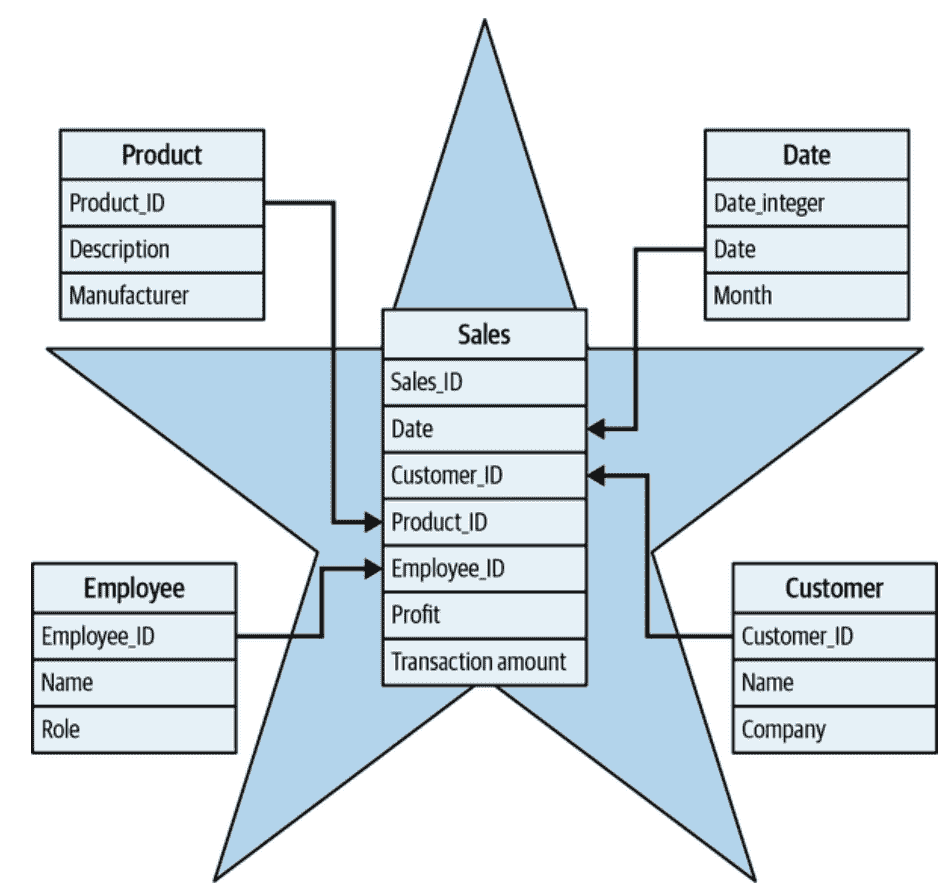 Product
Product_ID
Description
Manufacturer
Date
Date_integer
Date
Month
Sales
Sales_ID
Date
Customer_ID
Product_ID
Employee_ID
Profit
Transaction amount
Employee
Employee_ID
Name
Role
Customer
Customer_ID
Name
Company